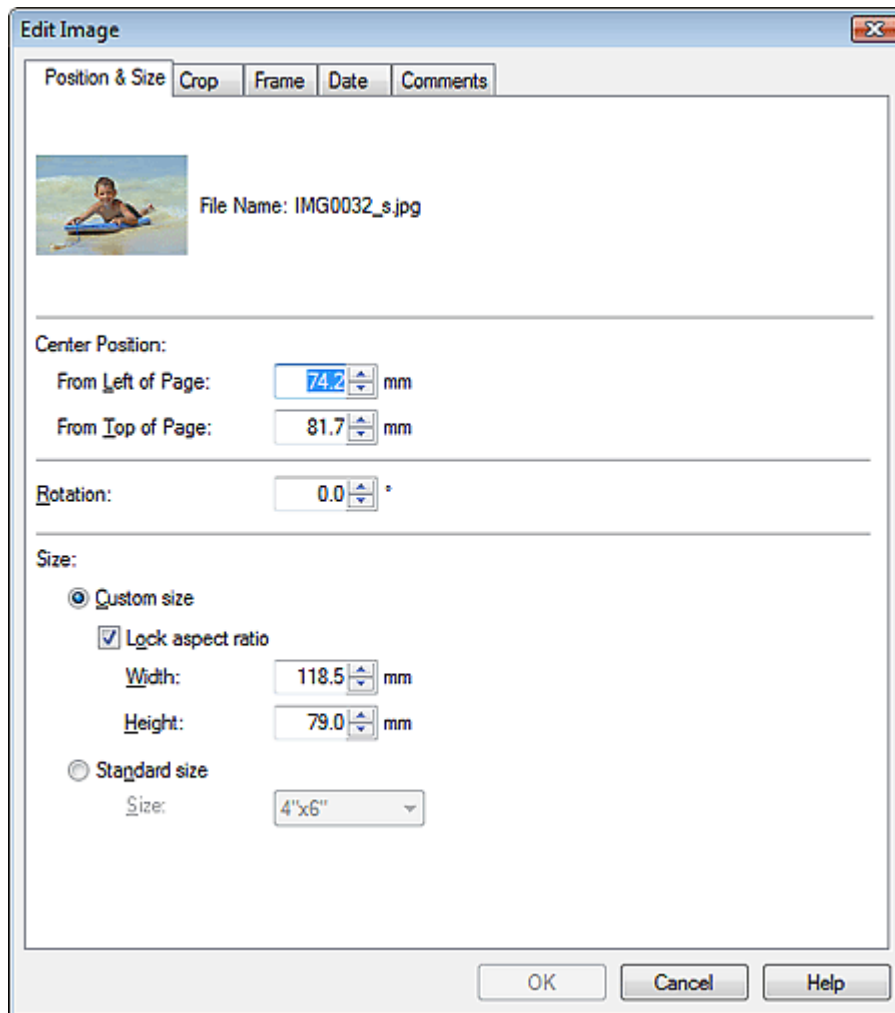 Edit Image
Position & Size Crop Frame Date Comments
File Name: IMG0032_s.jpg
Center Position:
From Left of Page: 74.2 mm
From Top of Page: 81.7 mm
Rotation: 0.0 °
Size:
Custom size
Lock aspect ratio
Width: 118.5 mm
Height: 79.0 mm
Standard size
Size: 4"x6"
OK Cancel Help